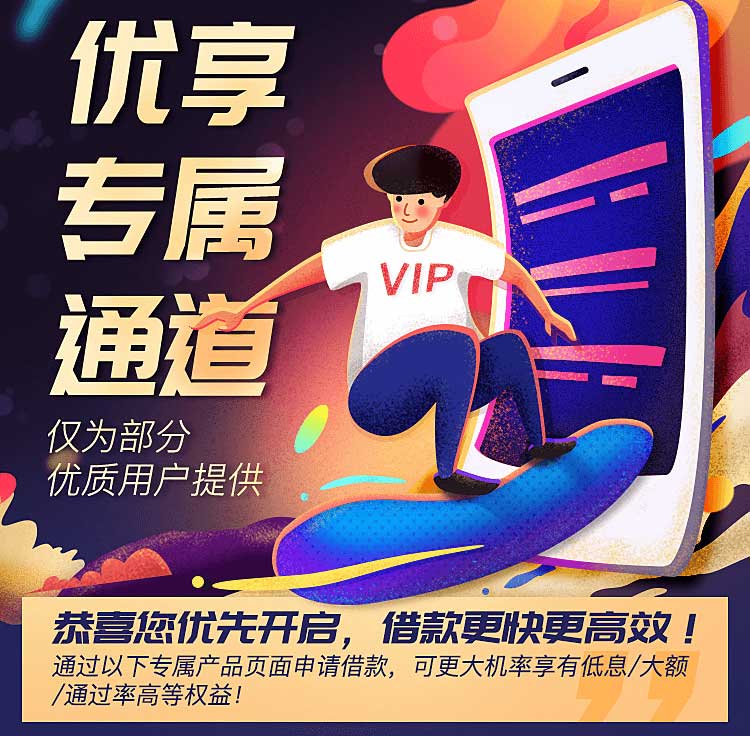 优享
专属
通道
仅为部分
优质用户提供
VIP
恭喜您优先开启，借款更快更高效！
通过以下专属产品页面申请借款，可更大机率享有低息/大额
/通过率高等权益！